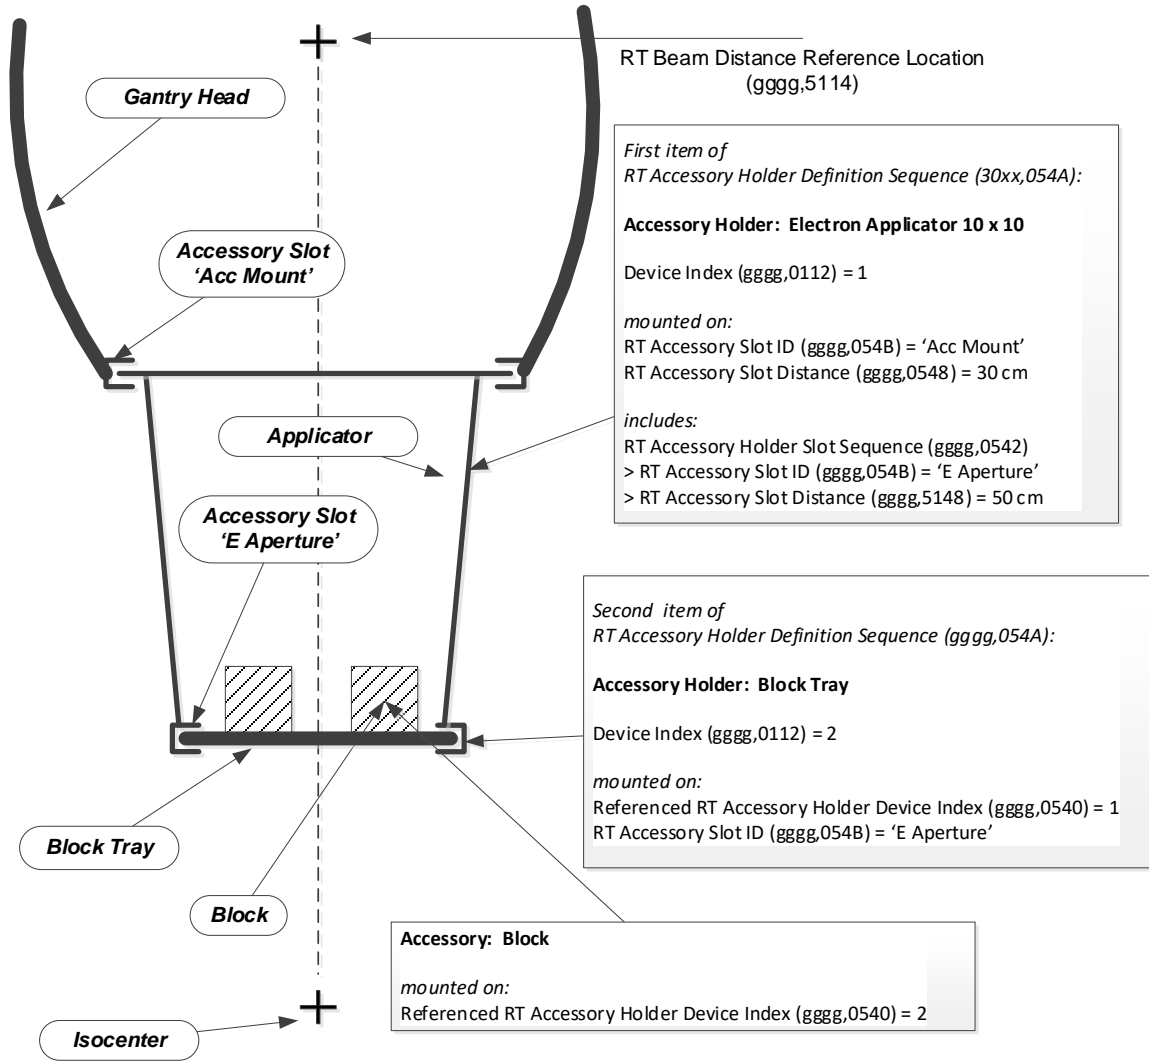 RT Beam Distance Reference Location
(gggg,5114)
Gantry Head
First item of
RT Accessory Holder Definition Sequence (30xx,054A):
Accessory Holder: Electron Applicator 10 x 10
Device Index (gggg,0112) = 1
mounted on:
RT Accessory Slot ID (gggg,054B) = ‘Acc Mount’
RT Accessory Slot Distance (gggg,0548) = 30 cm
includes:
RT Accessory Holder Slot Sequence (gggg,0542)
> RT Accessory Slot ID (gggg,054B) = ‘E Aperture’
> RT Accessory Slot Distance (gggg,5148) = 50 cm
Accessory Slot
‘Acc Mount’
Applicator
Accessory Slot
‘E Aperture’
Second item of
RT Accessory Holder Definition Sequence (gggg,054A):
Accessory Holder: Block Tray
Device Index (gggg,0112) = 2
mounted on:
Referenced RT Accessory Holder Device Index (gggg,0540) = 1
RT Accessory Slot ID (gggg,054B) = ‘E Aperture’
Block Tray
Block
Accessory: Block
mounted on:
Referenced RT Accessory Holder Device Index (gggg,0540) = 2
Isocenter